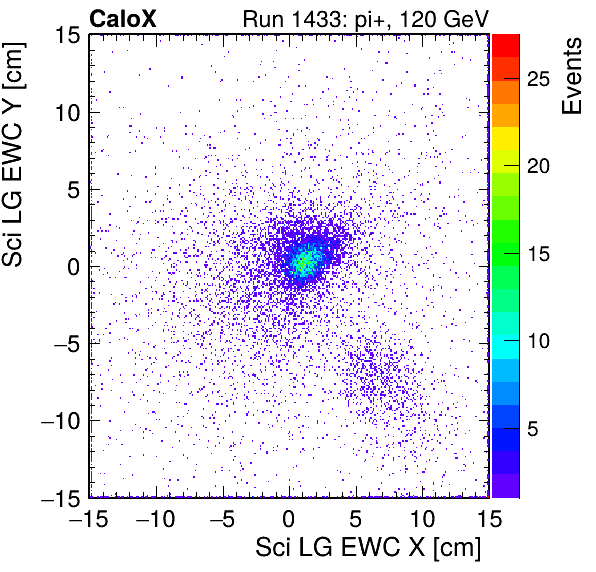 CaloX Run 1433: pi+, 120 GeV
Sci LG EWC Y [cm]
15
10
5
0
−5
−10
−15
−15 −10 −5 0 5 10 15
Sci LG EWC X [cm]
Events
25
20
15
10
5